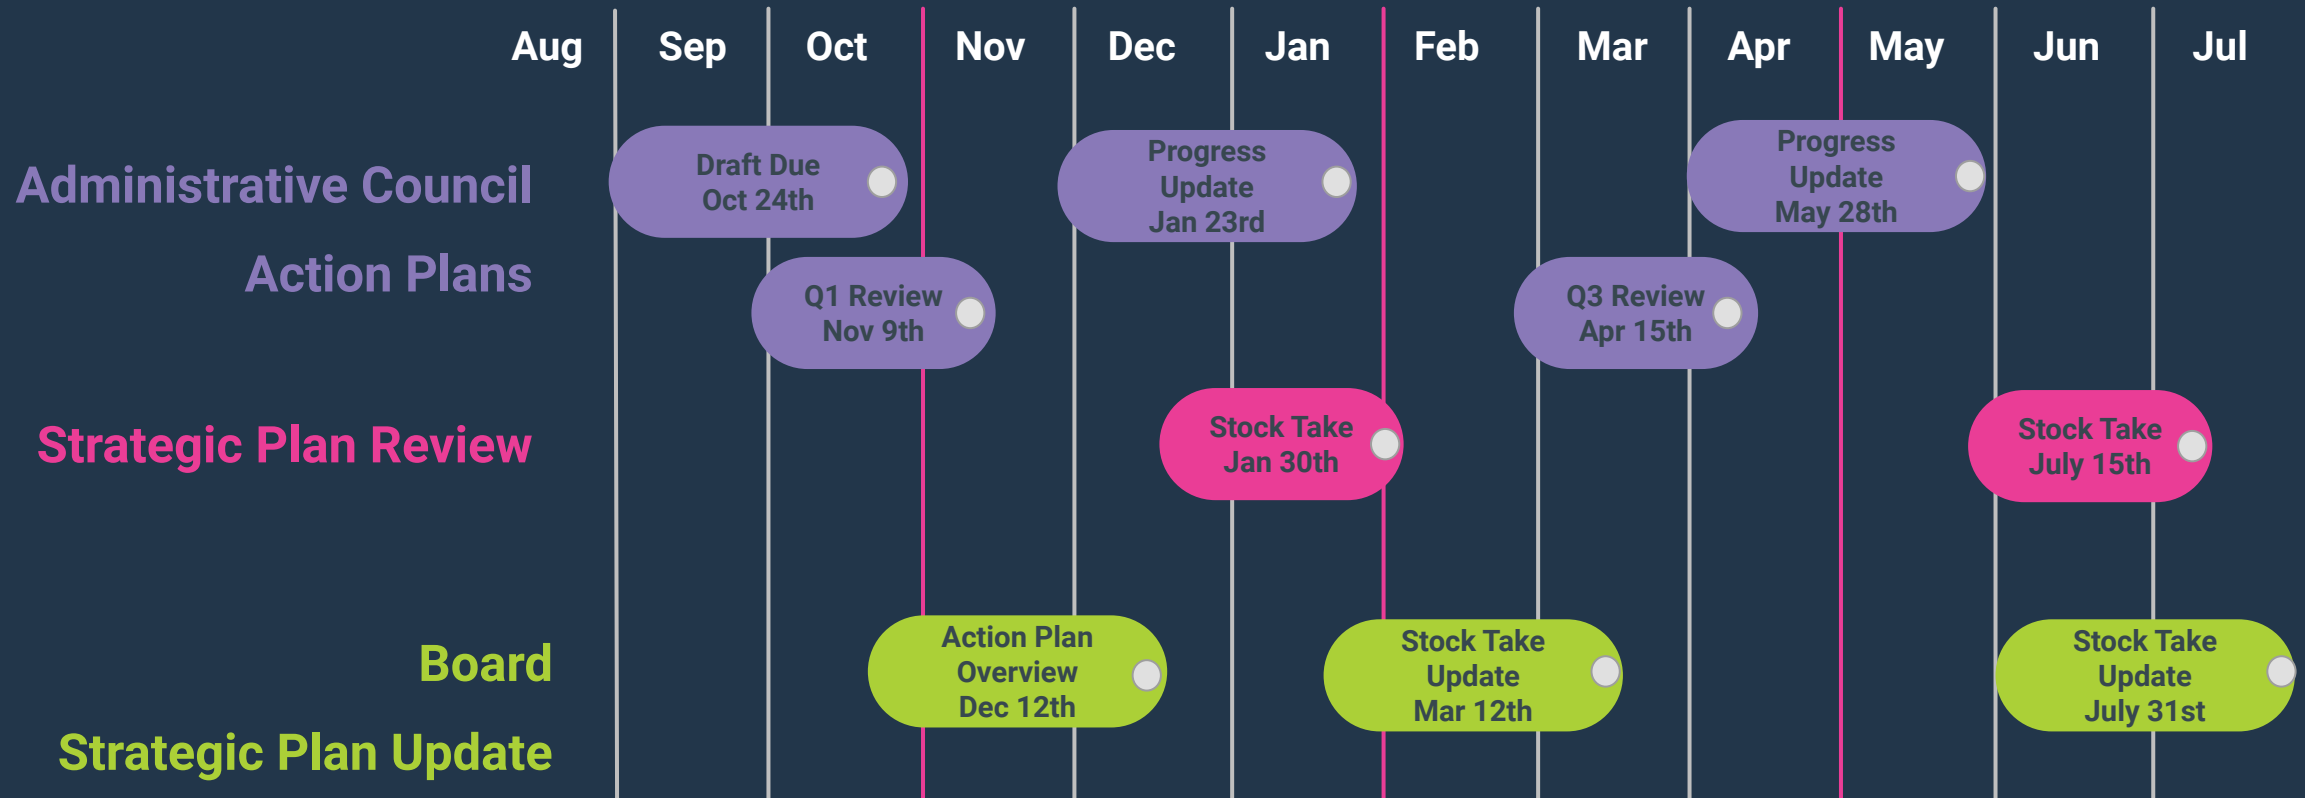 Aug Sep Oct Nov Dec Jan Feb Mar Apr May Jun Jul
Administrative Council
Action Plans
Draft Due
Oct 24th
Progress
Update
Jan 23rd
Progress
Update
May 28th
Q1 Review
Nov 9th
Q3 Review
Apr 15th
Strategic Plan Review
Stock Take
Jan 30th
Stock Take
July 15th
Board
Strategic Plan Update
Action Plan
Overview
Dec 12th
Stock Take
Update
Mar 12th
Stock Take
Update
July 31st